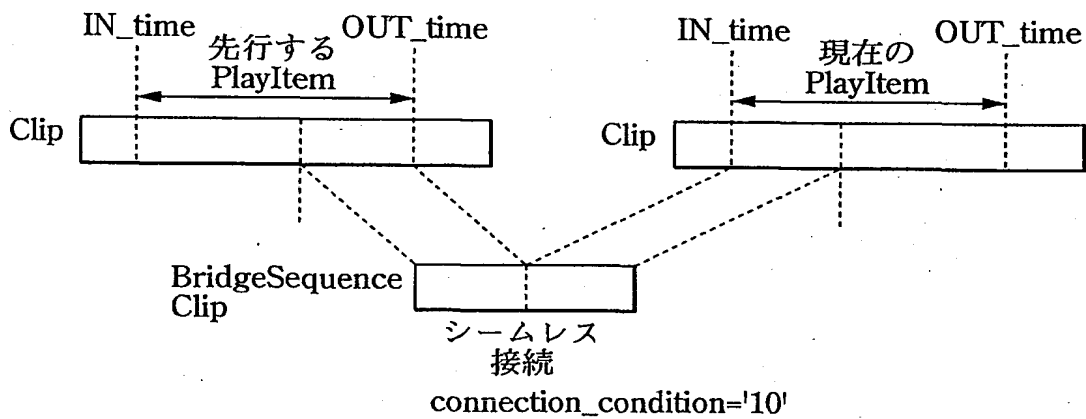 IN_time
先行する
PlayItem
OUT_time
Clip
IN_time
現在の
PlayItem
OUT_time
Clip
BridgeSequence
Clip
シームレス
接続
connection_condition='10'